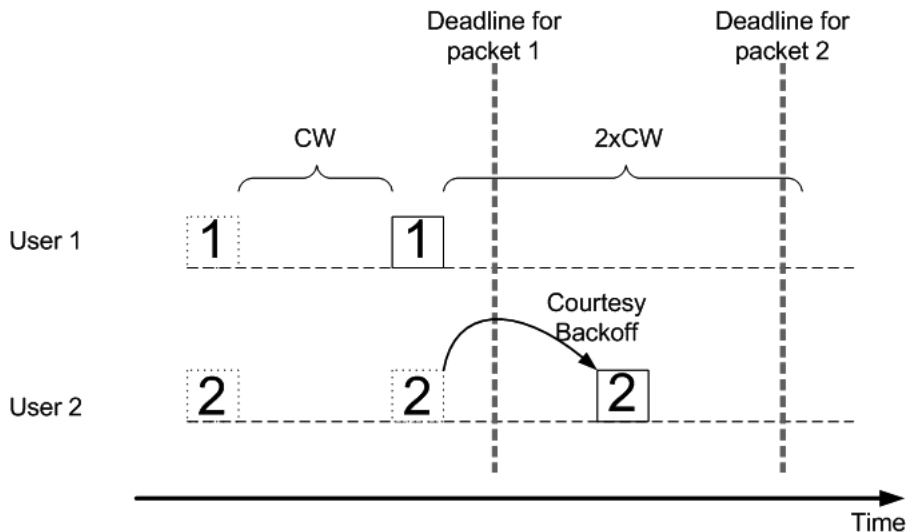 Deadline for
packet 1
Deadline for
packet 2
CW
2xCW
User 1
1
1
Courtesy
Backoff
User 2
2
2
2
Time